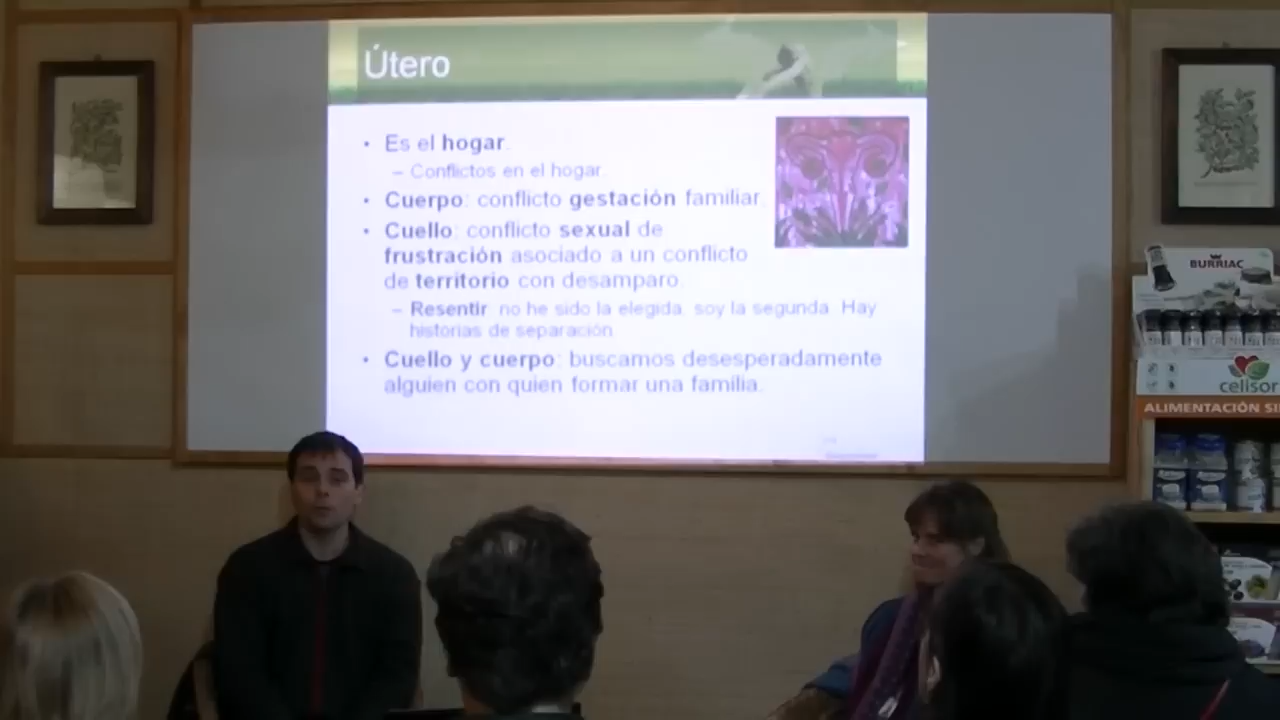 Útero
• Es el hogar.
– Conflictos en el hogar.
• Cuerpo: conflicto gestación familiar.
• Cuello: conflicto sexual de
frustración asociado a un conflicto
de territorio con desamparo.
– Resentir: no he sido la elegida, soy la segunda. Hay
historias de separación.
• Cuello y cuerpo: buscamos desesperadamente
alguien con quien formar una família.
BURRIAC
celisor
ALIMENTACIÓN SI